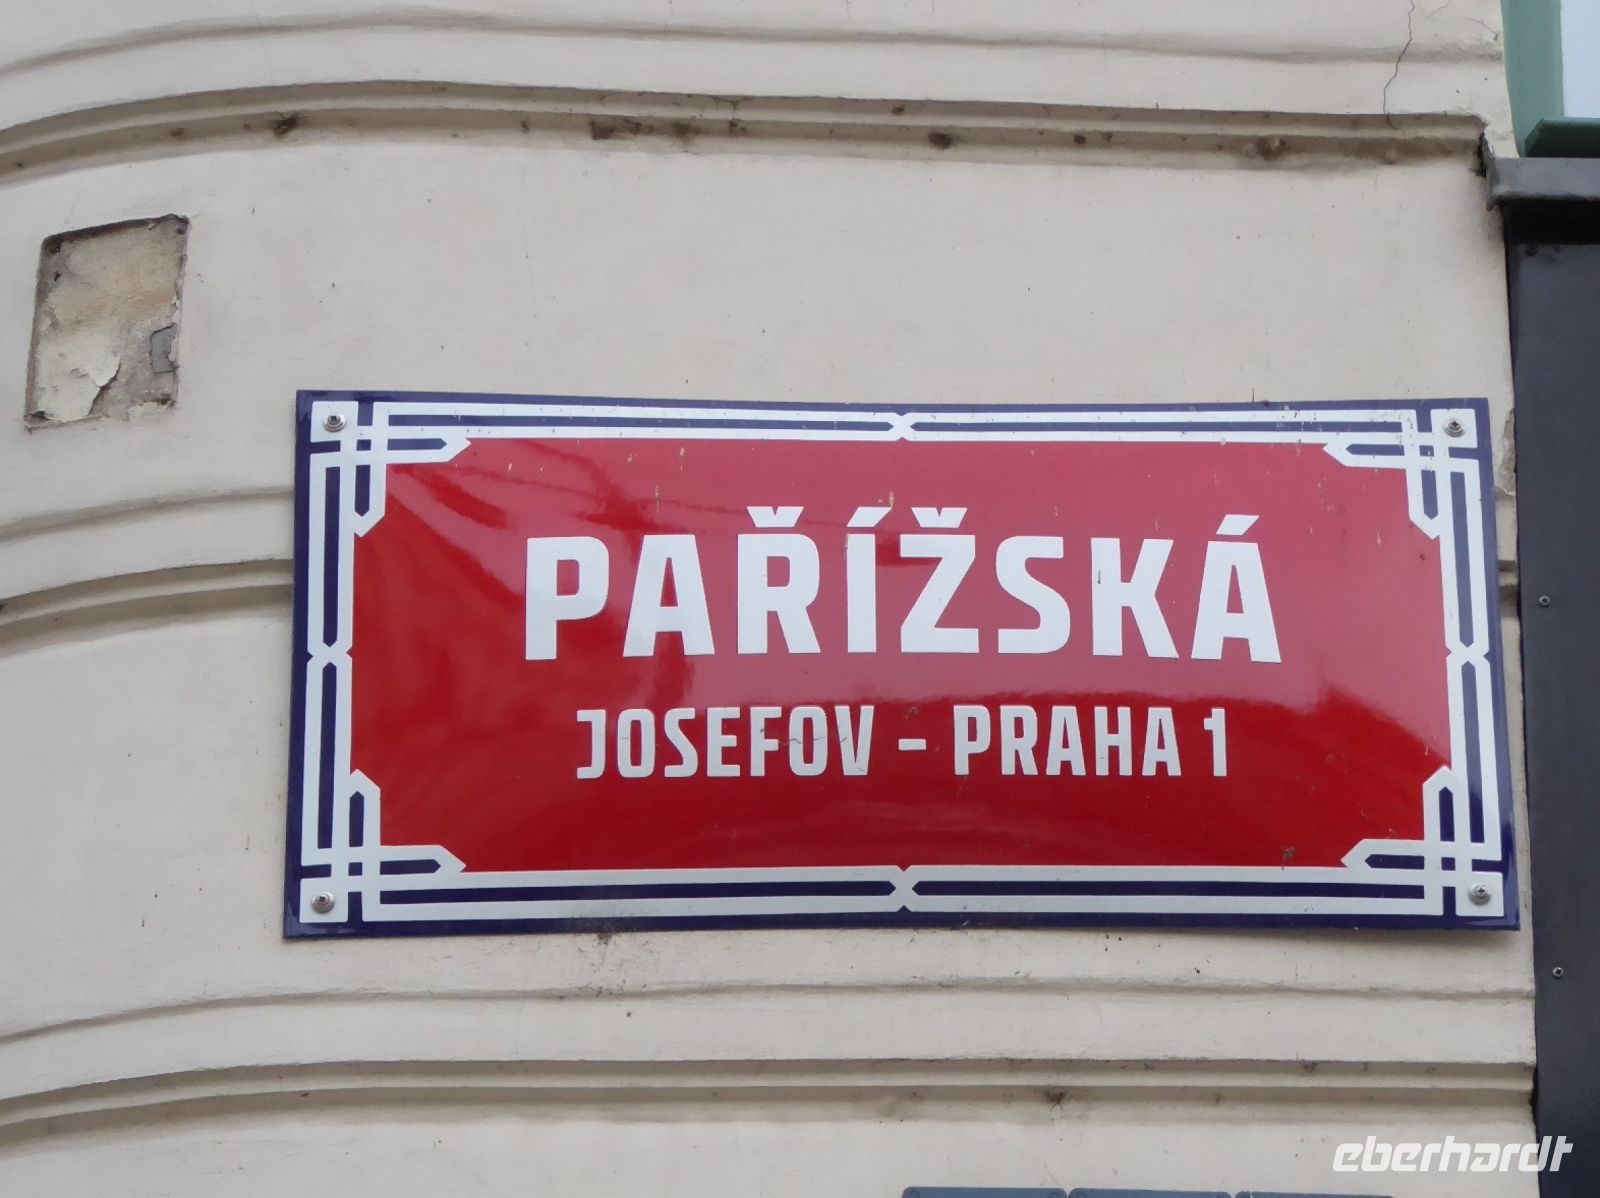 PAŘÍŽSKÁ
JOSEFOV - PRAHA 1
eberhardt